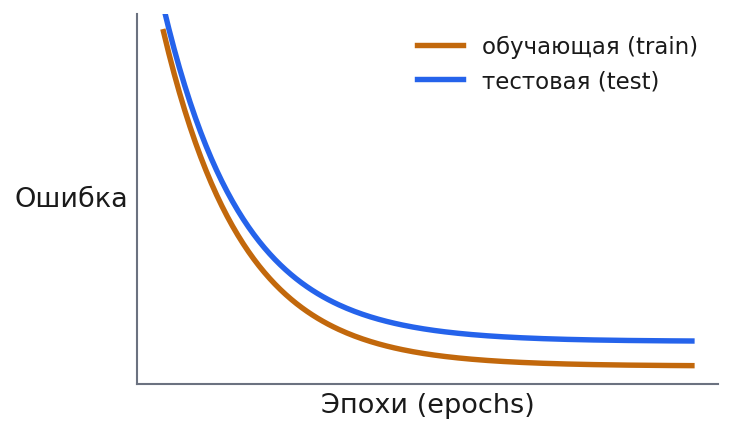 обучающая (train)
тестовая (test)
Ошибка
Эпохи (epochs)